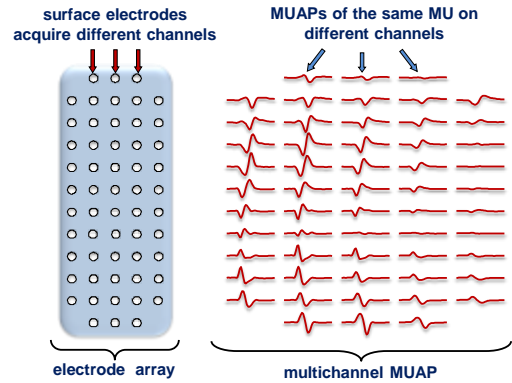 surface electrodes
acquire different channels
MUAPs of the same MU on
different channels
electrode array
multichannel MUAP